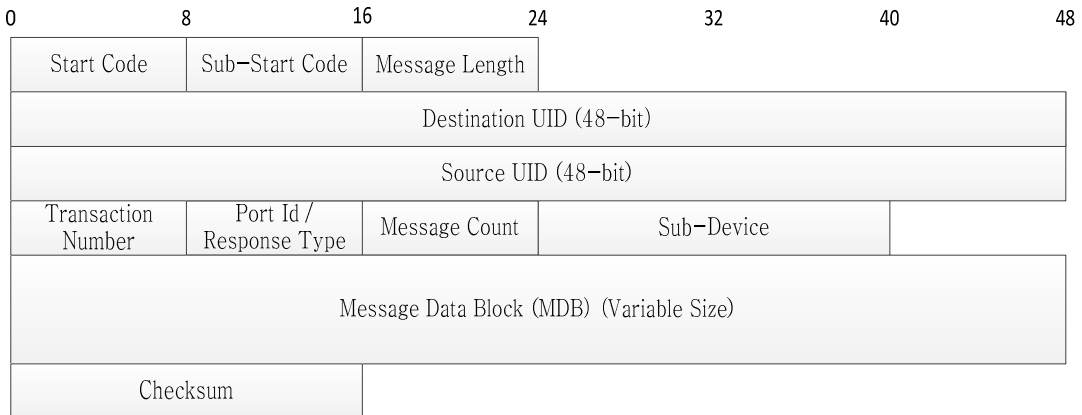 0 8 16 24 32 40 48
Start Code Sub-Start Code Message Length
Destination UID (48-bit)
Source UID (48-bit)
Transaction Number Port Id / Response Type Message Count Sub-Device
Message Data Block (MDB) (Variable Size)
Checksum